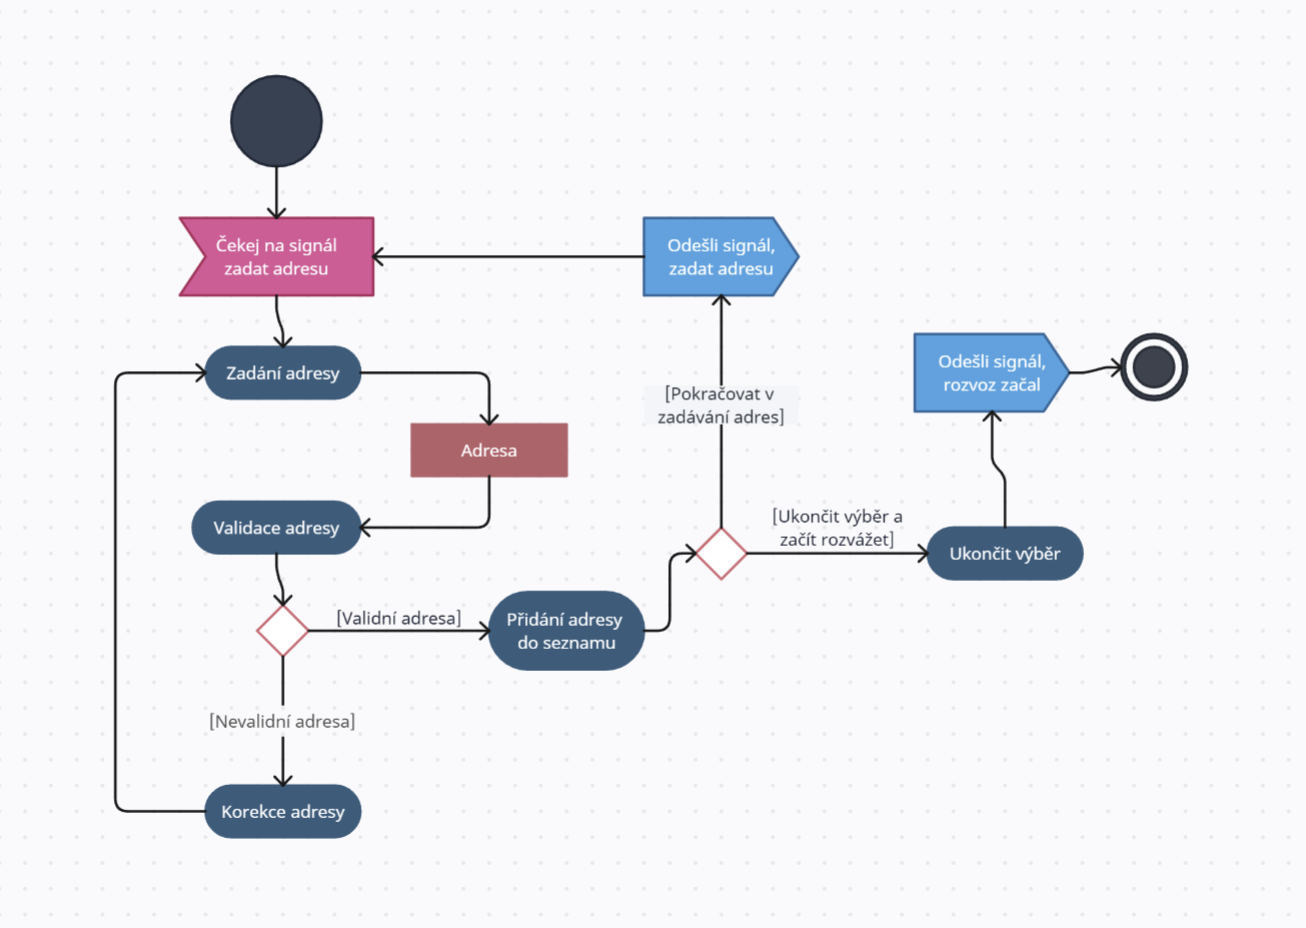 Čekej na signál
zadat adresu
Odešli signál,
zadat adresu
Zadání adresy
Odešli signál,
rozvoz začal
[Pokračovat v
zadávání adres]
Adresa
Validace adresy
[Ukončit výběr a
začít rozvážet]
Ukončit výběr
[Validní adresa]
Přidání adresy
do seznamu
[Nevalidní adresa]
Korekce adresy